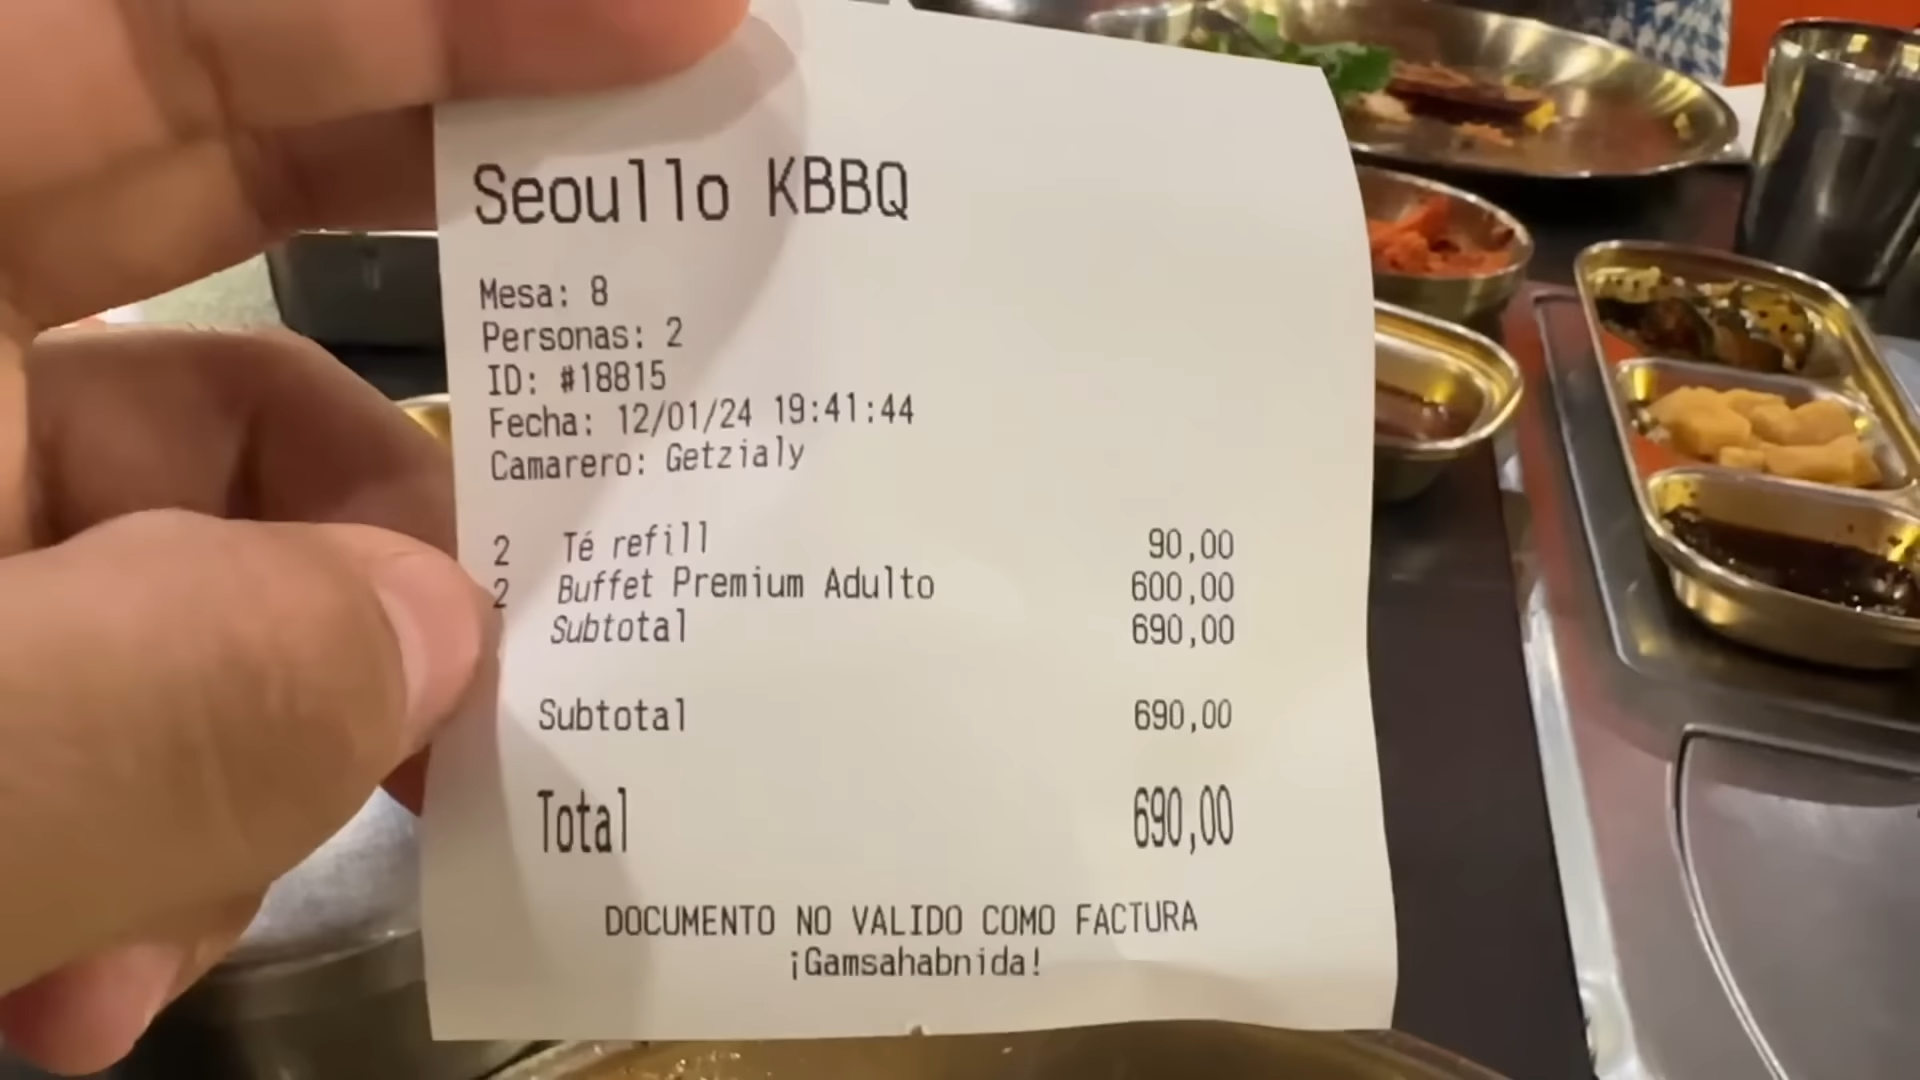 Seoullo KBBQ
Mesa: 8
Personas: 2
ID: #18815
Fecha: 12/01/24 19:41:44
Camarero: Getzialy
2 Té refill 90,00
2 Buffet Premium Adulto 600,00
Subtotal 690,00
Subtotal 690,00
Total 690,00
DOCUMENTO NO VALIDO COMO FACTURA
¡Gamsahabnida!